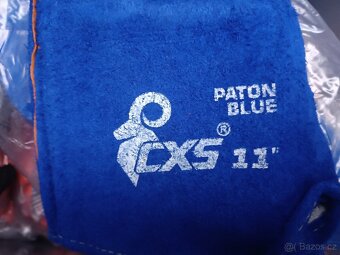 PATON
BLUE
CXS® 11"
© Bazos.cz